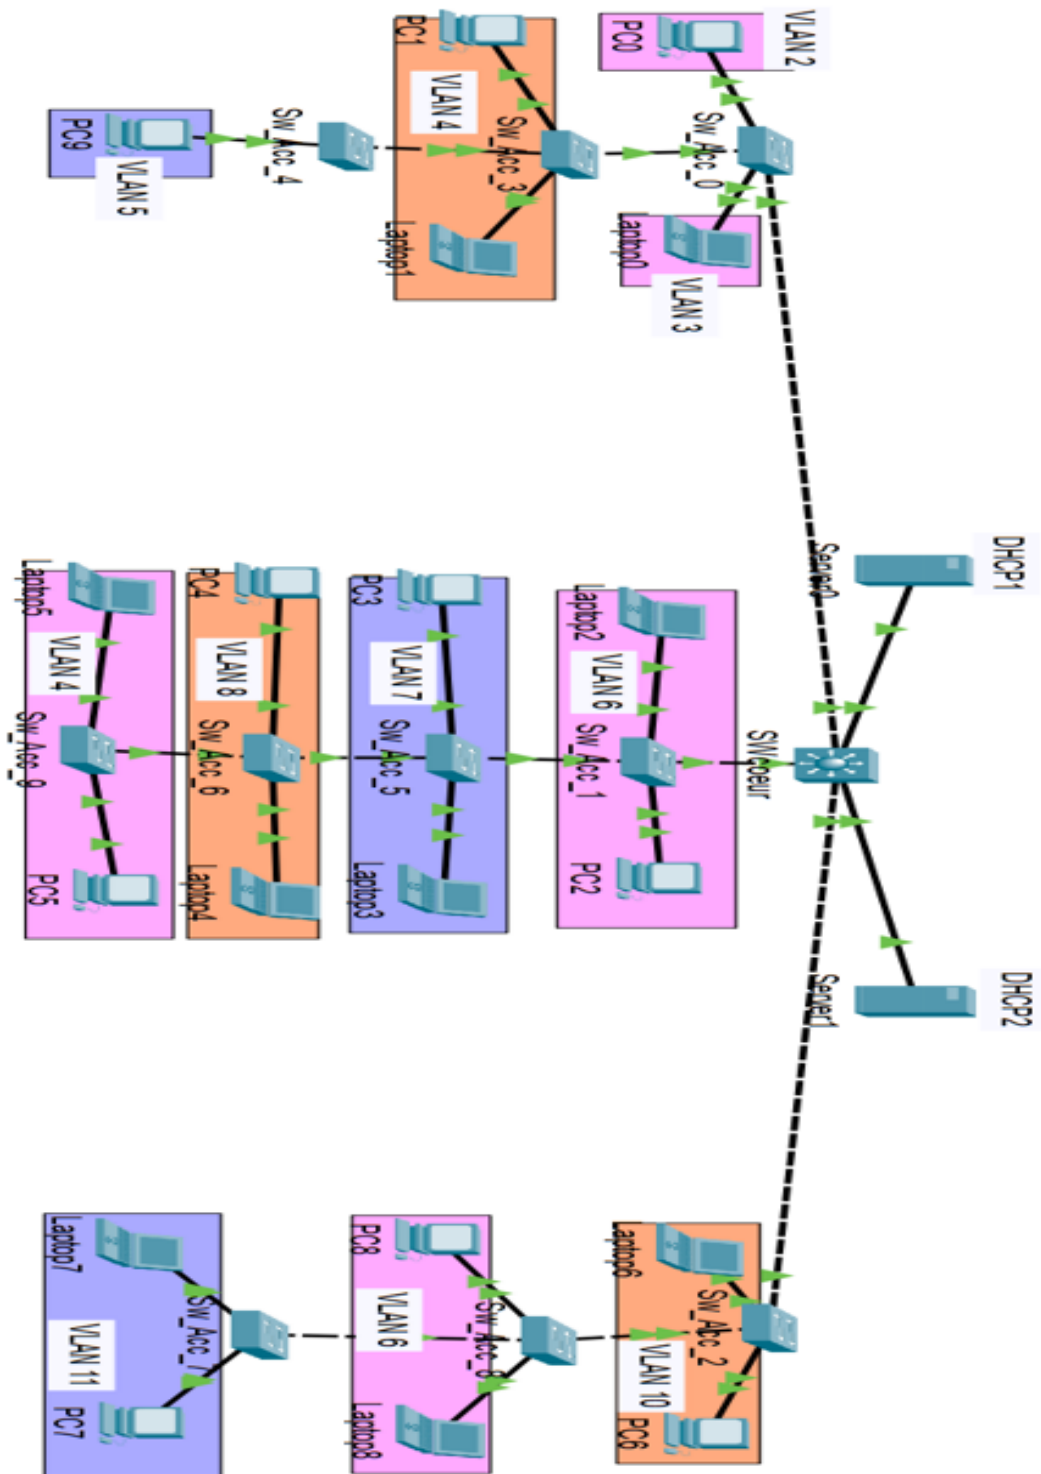 DHCP1
DHCP2
Server0
Server1
SWcoeur
VLAN 2
PC0
Sw_Acc_0
Laptop0
VLAN 3
PC1
VLAN 4
Sw_Acc_3
Laptop1
Sw_Acc_4
PC9
VLAN 5
Laptop2
VLAN 6
Sw_Acc_1
PC2
PC3
VLAN 7
Sw_Acc_5
Laptop3
PC4
VLAN 8
Sw_Acc_6
Laptop4
Laptop5
VLAN 4
Sw_Acc_9
PC5
Laptop6
Sw_Acc_2
VLAN 10
PC6
PC8
Sw_Acc_8
VLAN 6
Laptop8
Laptop7
Sw_Acc_7
VLAN 11
PC7